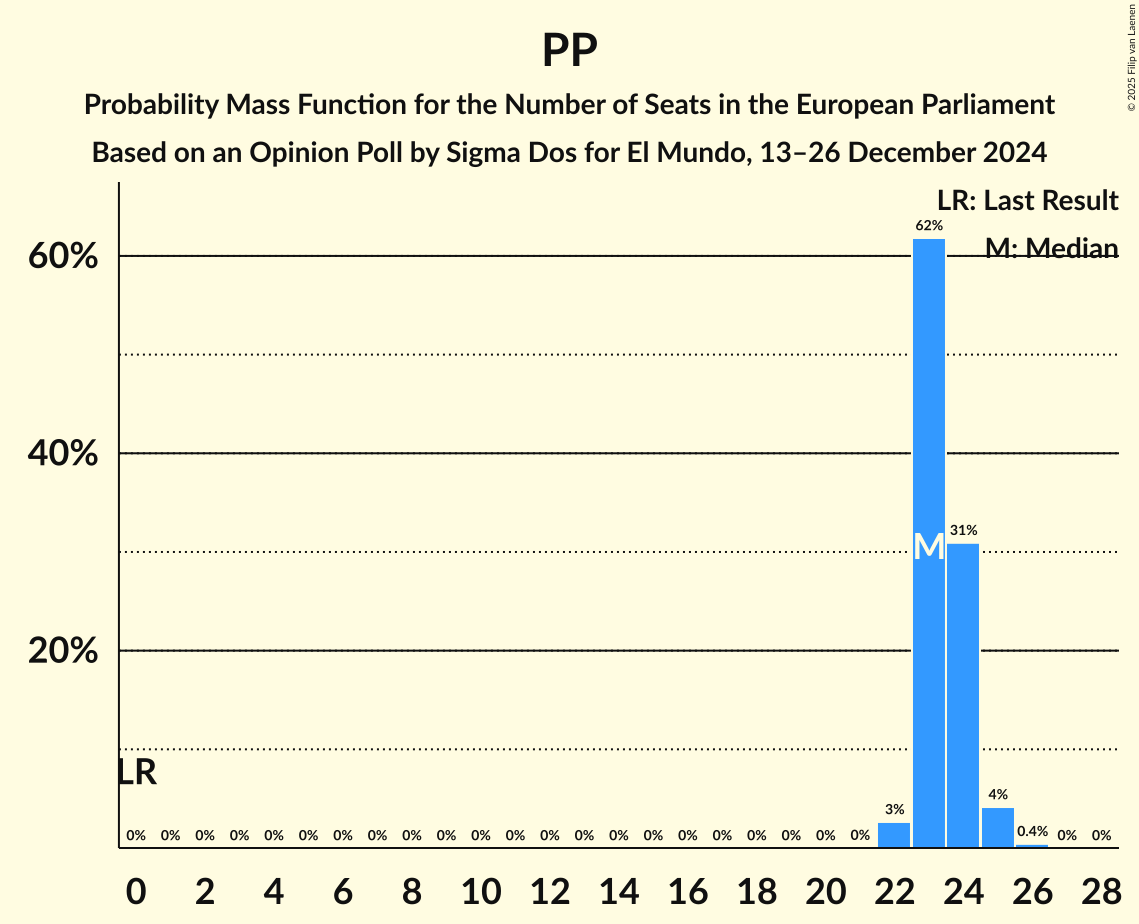 PP
Probability Mass Function for the Number of Seats in the European Parliament
Based on an Opinion Poll by Sigma Dos for El Mundo, 13–26 December 2024
© 2025 Filip van Laenen
LR: Last Result
M: Median
60%
40%
20%
62%
31%
M
LR
3%
4%
0% 0% 0% 0% 0% 0% 0% 0% 0% 0% 0% 0% 0% 0% 0% 0% 0% 0% 0% 0% 0% 0% 0.4% 0% 0%
0 2 4 6 8 10 12 14 16 18 20 22 24 26 28